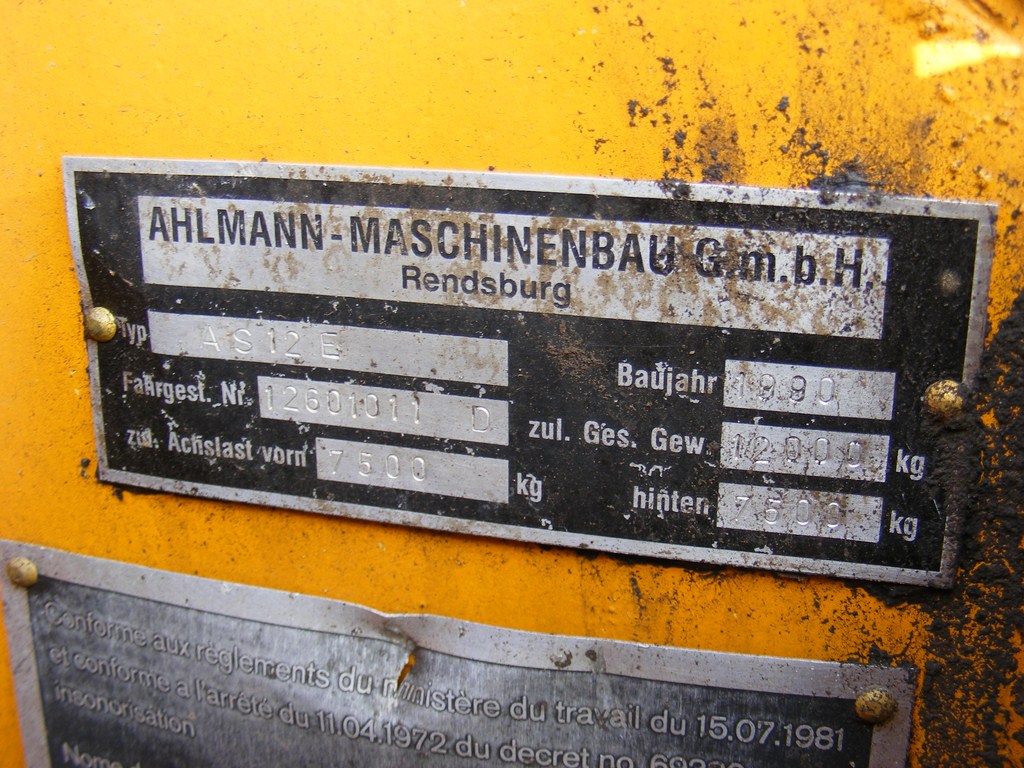 AHLMANN-MASCHINENBAU G.m.b.H.
Rendsburg
Typ AS12E
Fahrgest. Nr. 12601011 D
zul. Achslast vorn 7500 kg
Baujahr 1990
zul. Ges. Gew. 12000 kg
hinten 7500 kg
Conforme aux règlements du ministère du travail du 15.07.1981
et conforme a l'arrêté du 11.04.1972 du decret no.
insonorisation